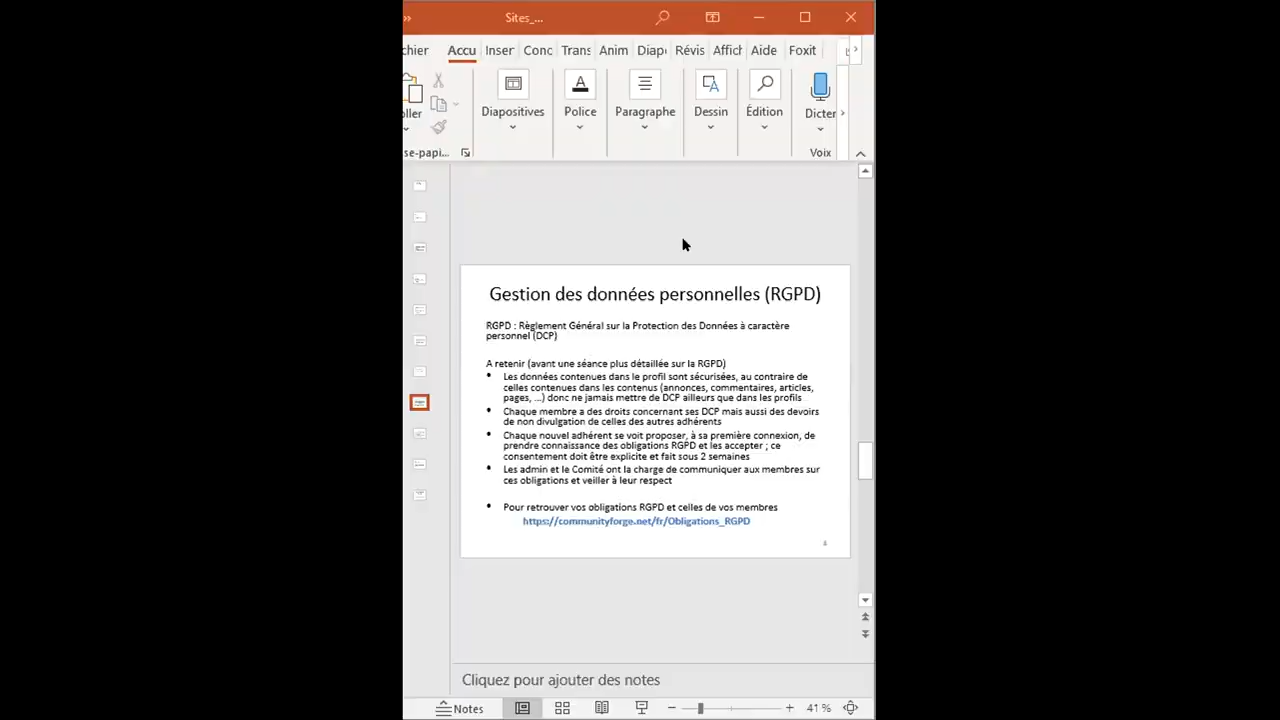 »
Sites_...
chier Accu Inser Conc Trans Anim Diapo Révis Affich Aide Foxit
Diapositives Police Paragraphe Dessin Édition Dicter
ller
se-papi... Voix
Gestion des données personnelles (RGPD)
RGPD : Règlement Général sur la Protection des Données à caractère
personnel (DCP)
A retenir (avant une séance plus détaillée sur la RGPD)
• Les données contenues dans le profil sont sécurisées, au contraire de
celles contenues dans les contenus (annonces, commentaires, articles,
pages, ...) donc ne jamais mettre de DCP ailleurs que dans les profils
• Chaque membre a des droits concernant ses DCP mais aussi des devoirs
de non divulgation de celles des autres adhérents
• Chaque nouvel adhérent se voit proposer, à sa première connexion, de
prendre connaissance des obligations RGPD et les accepter ; ce
consentement doit être explicite et fait sous 2 semaines
• Les admin et le Comité ont la charge de communiquer aux membres sur
ces obligations et veiller à leur respect
• Pour retrouver vos obligations RGPD et celles de vos membres
https://communityforge.net/fr/Obligations_RGPD
8
Cliquez pour ajouter des notes
Notes 41 %